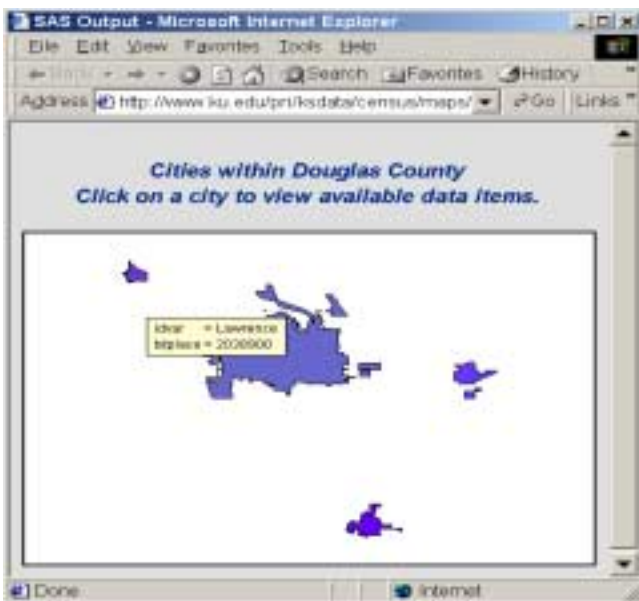 SAS Output - Microsoft Internet Explorer
File Edit View Favorites Tools Help
Search Favorites History
Address http://www.ku.edu/pri/ksdata/census/maps/ Go Links
Cities within Douglas County
Click on a city to view available data items.
idvar = Lawrence
= 2038900
Done Internet